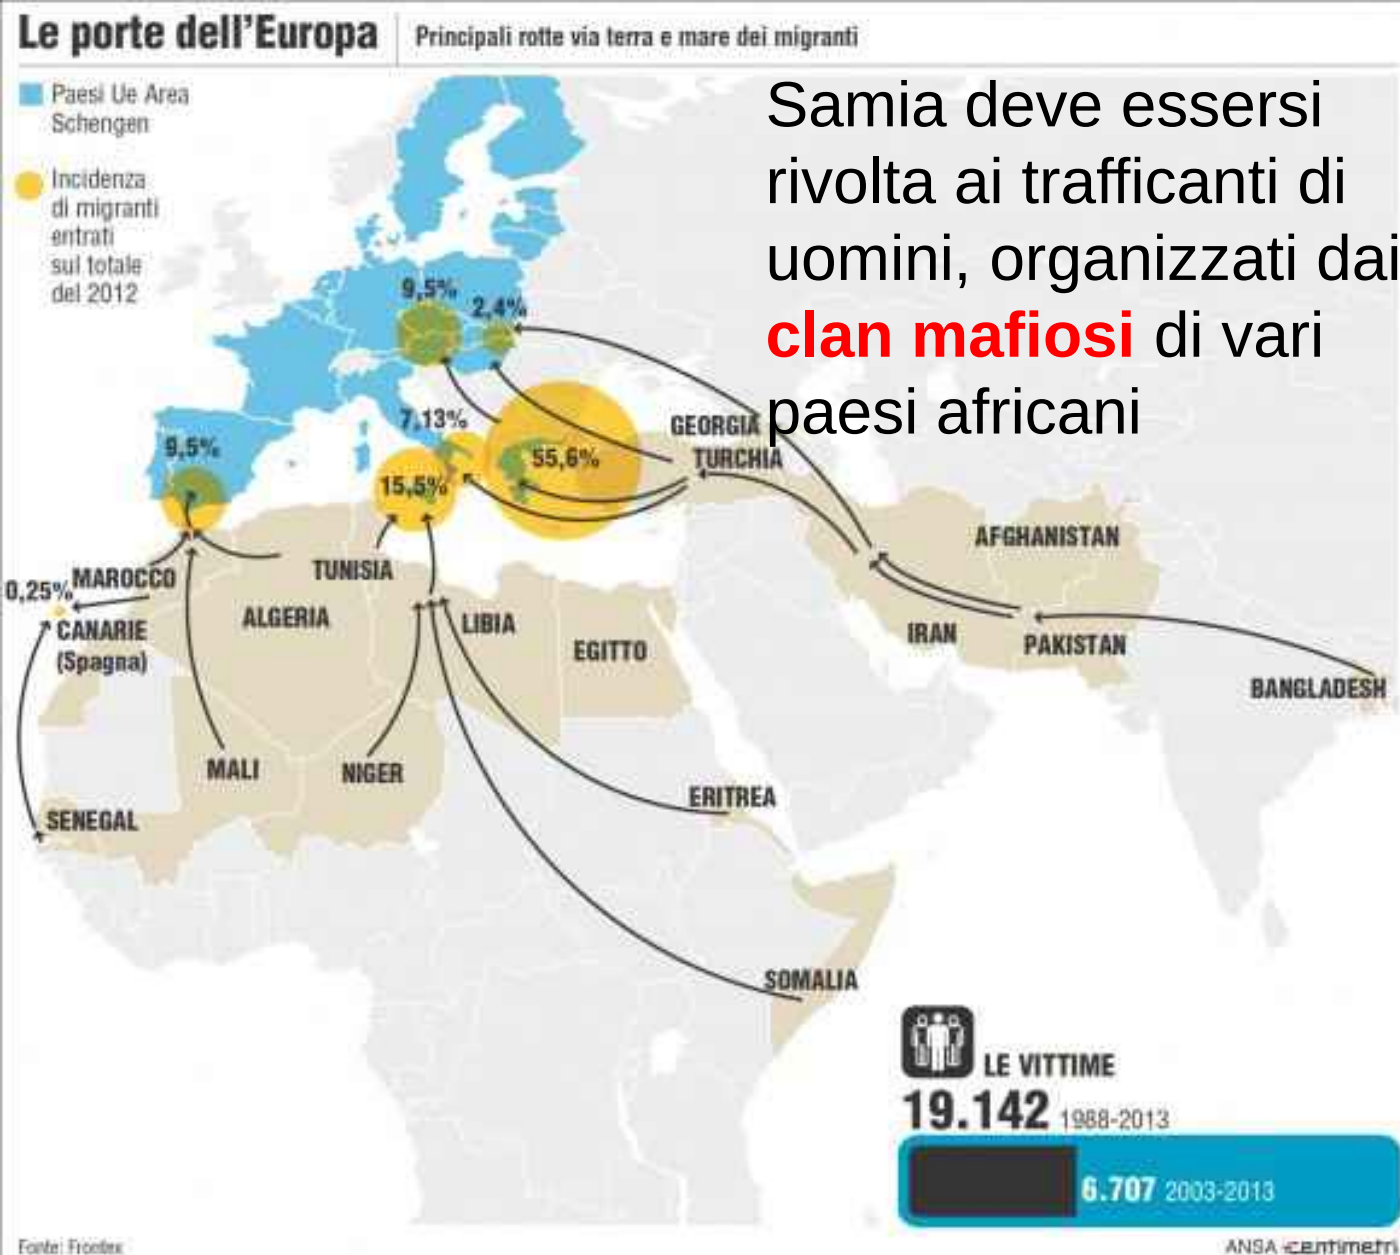 Le porte dell'Europa
Principali rotte via terra e mare dei migranti
Paesi Ue Area
Schengen
Incidenza
di migranti
entrati
sul totale
del 2012
Samia deve essersi
rivolta ai trafficanti di
uomini, organizzati dai
clan mafiosi di vari
paesi africani
9,5%
2,4%
7,13%
9,5%
15,5%
55,6%
GEORGIA
TURCHIA
AFGHANISTAN
IRAN
PAKISTAN
BANGLADESH
0,25%
MAROCCO
CANARIE
(Spagna)
TUNISIA
ALGERIA
LIBIA
EGITTO
MALI
NIGER
SENEGAL
ERITREA
SOMALIA
LE VITTIME
19.142 1988-2013
6.707 2003-2013
Fonte: Frontex
ANSA centimetri